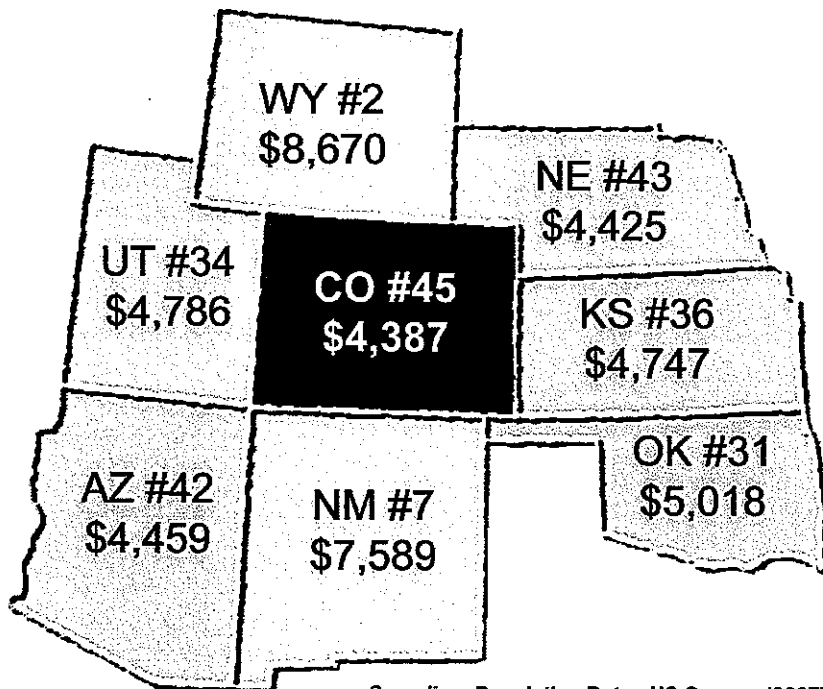 WY #2
$8,670
NE #43
$4,425
UT #34
$4,786
CO #45
$4,387
KS #36
$4,747
AZ #42
$4,459
NM #7
$7,589
OK #31
$5,018